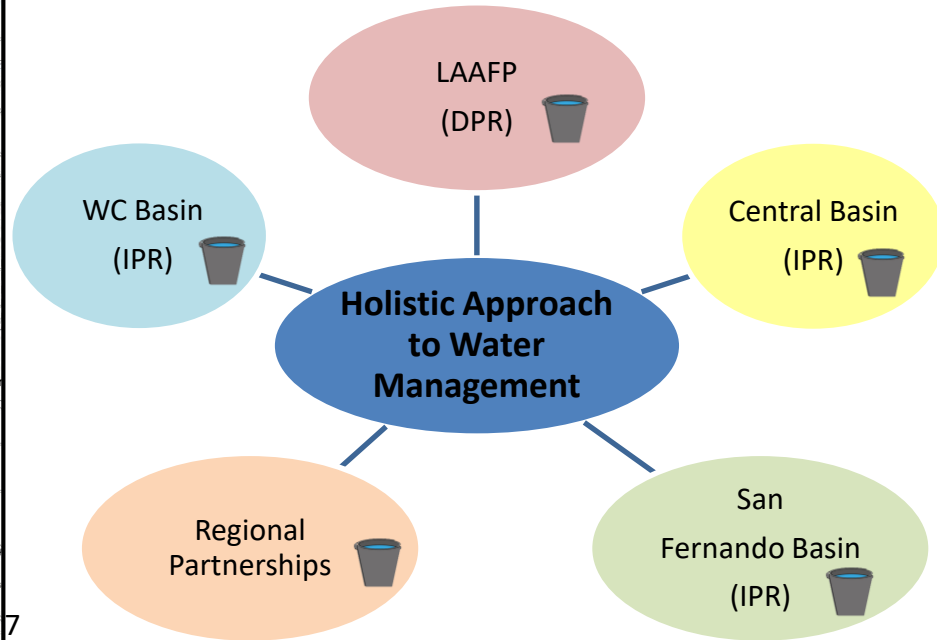 LAAFP
(DPR)
WC Basin
(IPR)
Central Basin
(IPR)
Holistic Approach
to Water
Management
Regional
Partnerships
San
Fernando Basin
(IPR)
7